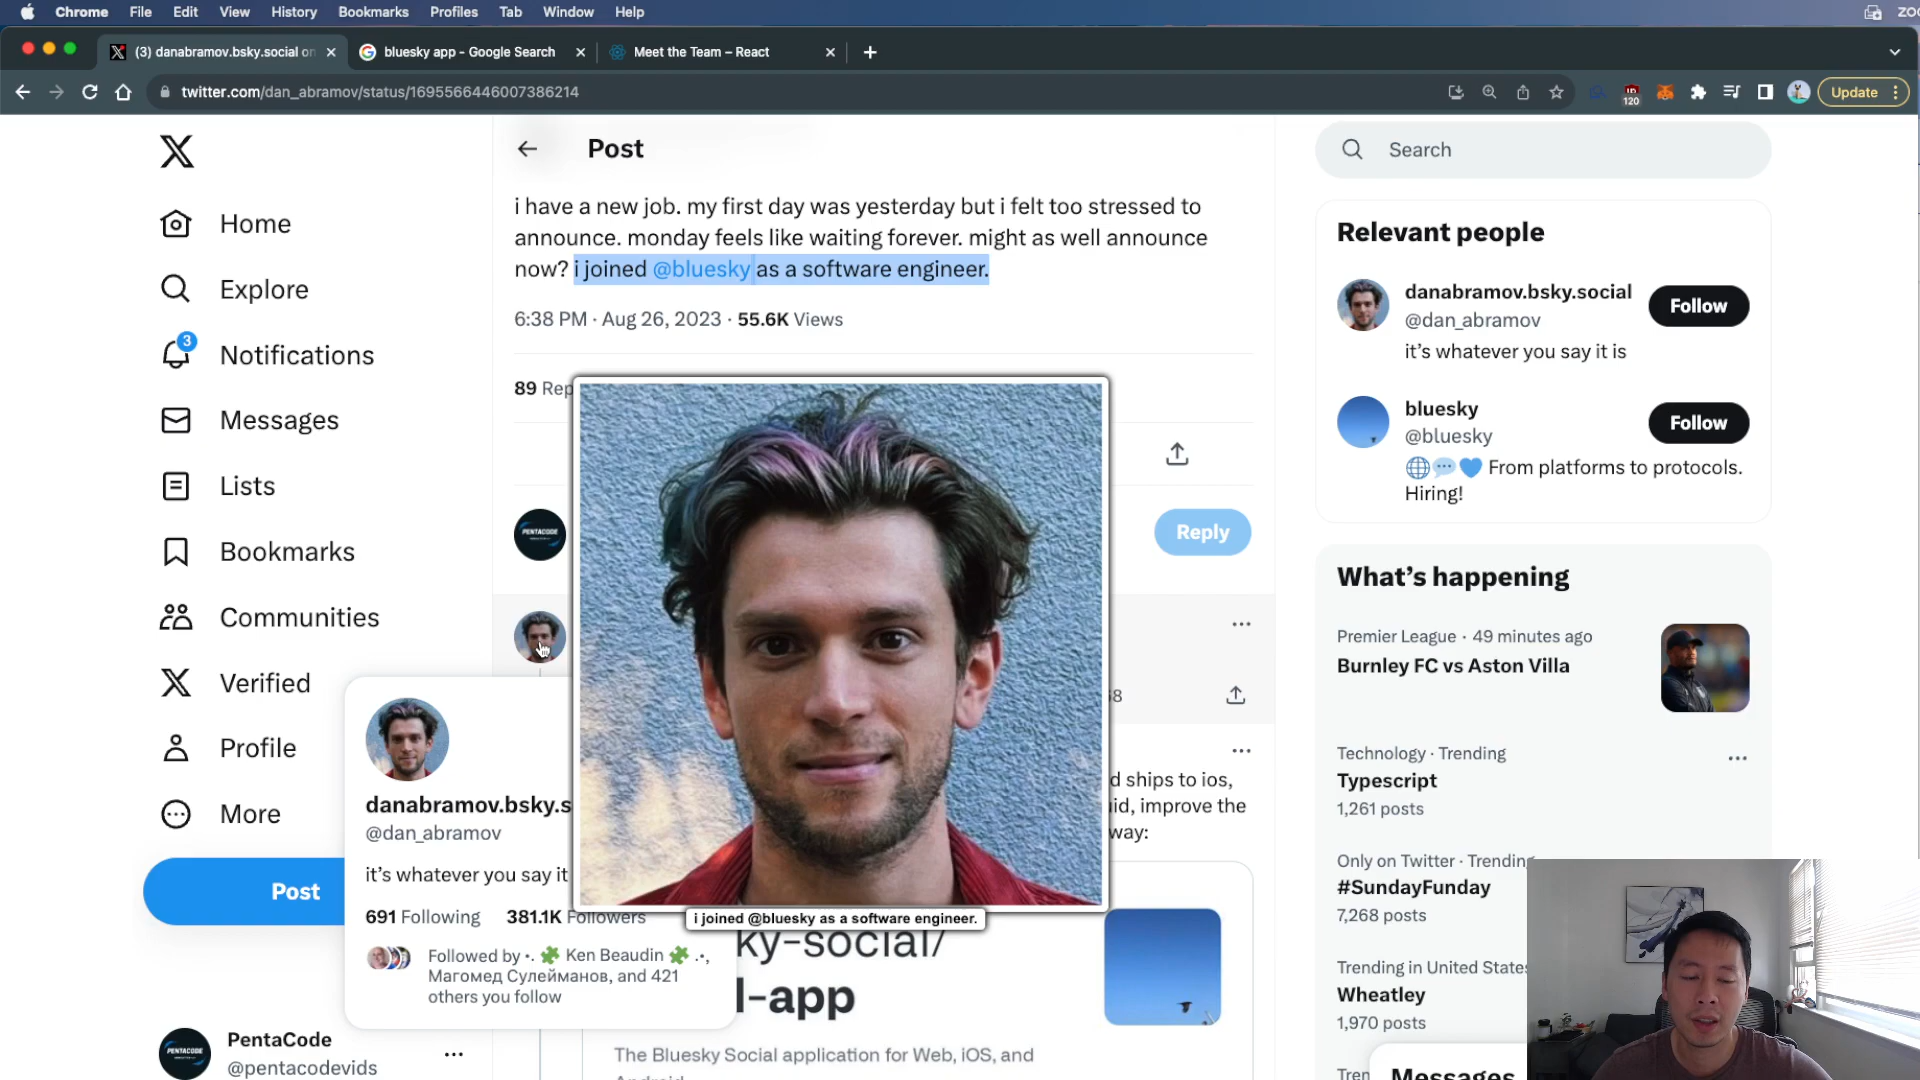 Chrome File Edit View History Bookmarks Profiles Tab Window Help
(3) danabramov.bsky.social on
bluesky app - Google Search
Meet the Team – React
twitter.com/dan_abramov/status/1695566446007386214
120
Update
Home
Explore
3
Notifications
Messages
Lists
Bookmarks
Communities
Verified
Profile
More
Post
PentaCode
@pentacodevids
Post
i have a new job. my first day was yesterday but i felt too stressed to
announce. monday feels like waiting forever. might as well announce
now? i joined @bluesky as a software engineer.
6:38 PM · Aug 26, 2023 · 55.6K Views
89
PENTACODE
Reply
d ships to ios,
improve the
way:
i joined @bluesky as a software engineer.
danabramov.bsky.s
@dan_abramov
it's whatever you say it
691 Following 381.1K Followers
Followed by •. Ken Beaudin .•,
Магомед Сулейманов, and 421
others you follow
ky-social/
l-app
The Bluesky Social application for Web, iOS, and
Search
Relevant people
danabramov.bsky.social
@dan_abramov
Follow
it's whatever you say it is
bluesky
@bluesky
Follow
From platforms to protocols.
Hiring!
What's happening
Premier League · 49 minutes ago
Burnley FC vs Aston Villa
Technology · Trending
Typescript
1,261 posts
Only on Twitter · Trending
#SundayFunday
7,268 posts
Trending in United States
Wheatley
1,970 posts
Messages